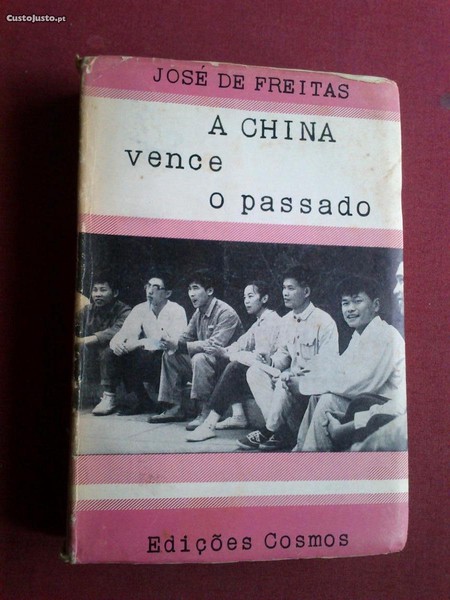 CustoJusto.pt
JOSÉ DE FREITAS
A CHINA
vence
o passado
Edições Cosmos